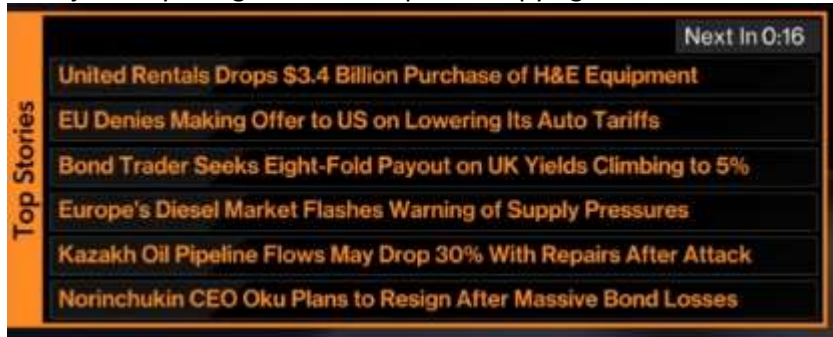 Next In 0:16
Top Stories
United Rentals Drops $3.4 Billion Purchase of H&E Equipment
EU Denies Making Offer to US on Lowering Its Auto Tariffs
Bond Trader Seeks Eight-Fold Payout on UK Yields Climbing to 5%
Europe's Diesel Market Flashes Warning of Supply Pressures
Kazakh Oil Pipeline Flows May Drop 30% With Repairs After Attack
Norinchukin CEO Oku Plans to Resign After Massive Bond Losses